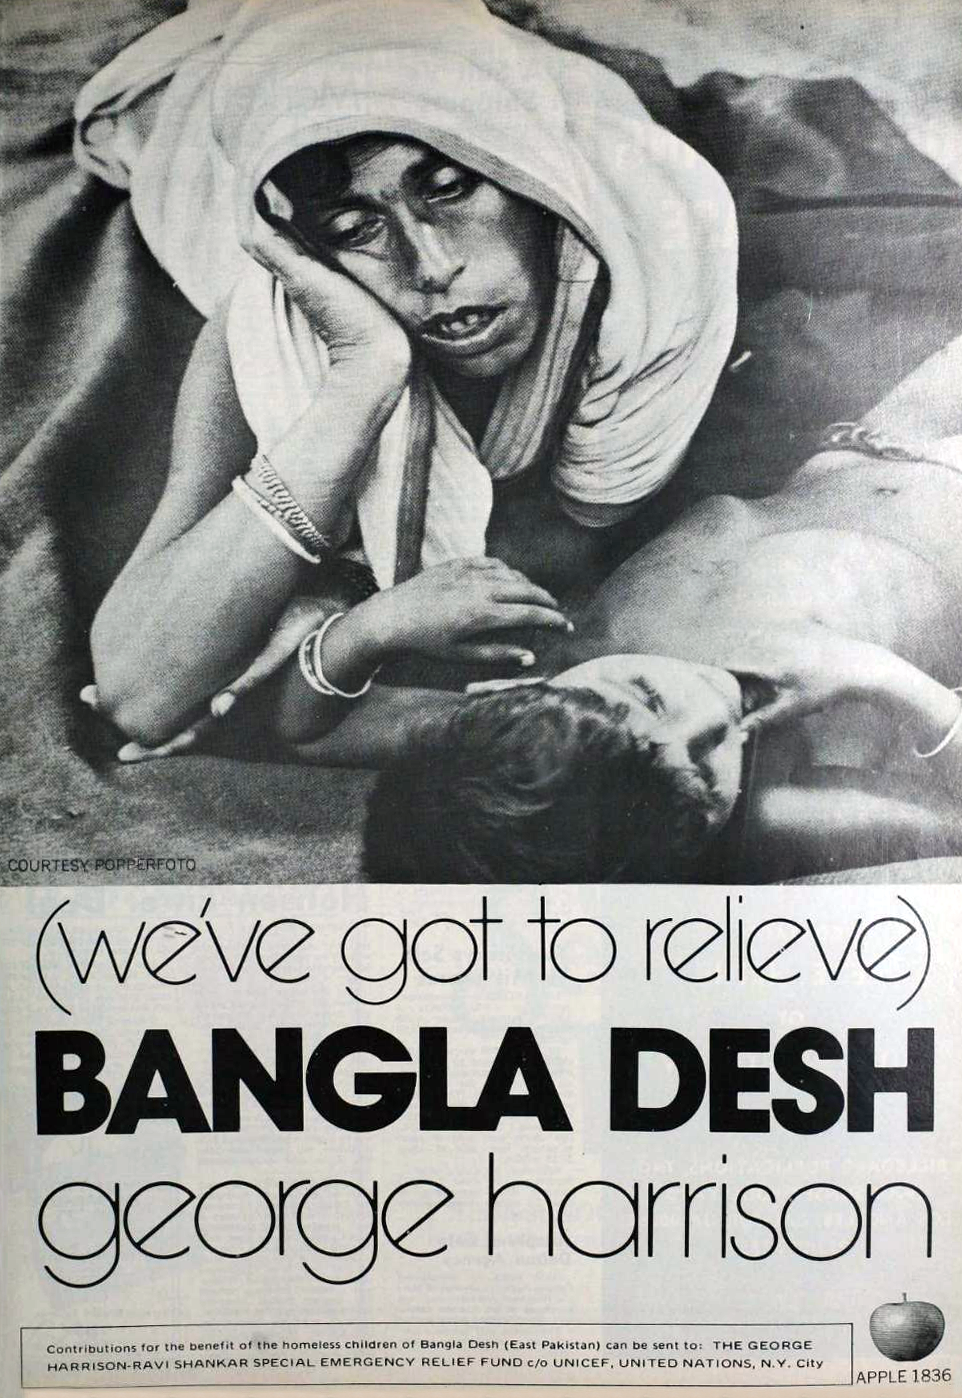 COURTESY POPPERFOTO
(we've got to relieve)
BANGLA DESH
george harrison
Contributions for the benefit of the homeless children of Bangla Desh (East Pakistan) can be sent to: THE GEORGE
HARRISON-RAVI SHANKAR SPECIAL EMERGENCY RELIEF FUND c/o UNICEF, UNITED NATIONS, N.Y. City
APPLE 1836